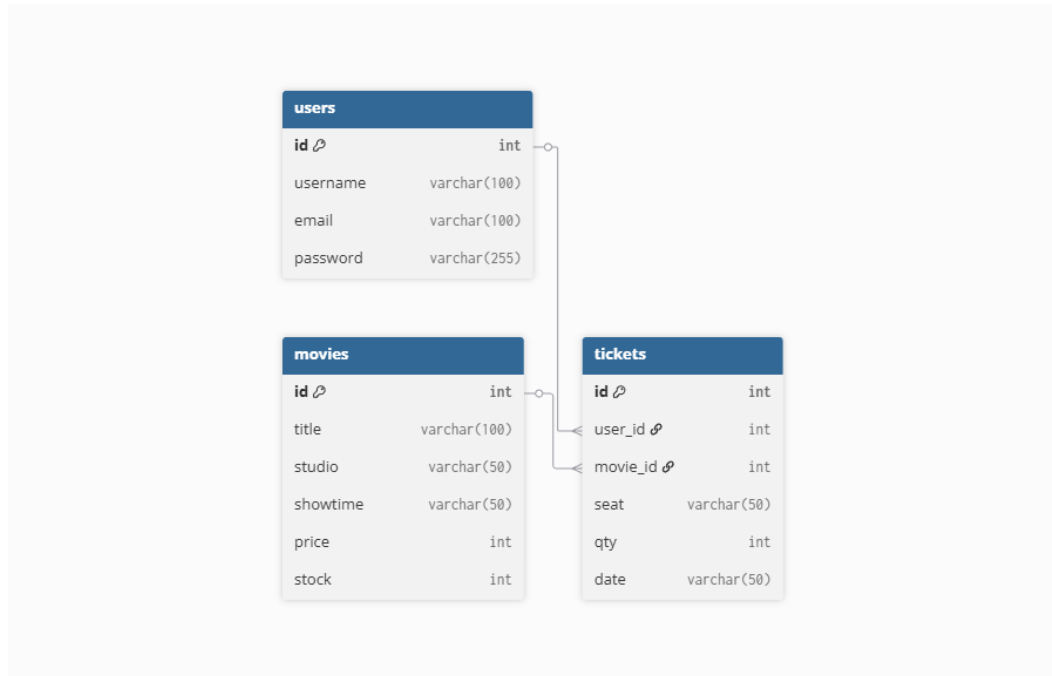 users
id int
username varchar(100)
email varchar(100)
password varchar(255)
movies
id int
title varchar(100)
studio varchar(50)
showtime varchar(50)
price int
stock int
tickets
id int
user_id int
movie_id int
seat varchar(50)
qty int
date varchar(50)